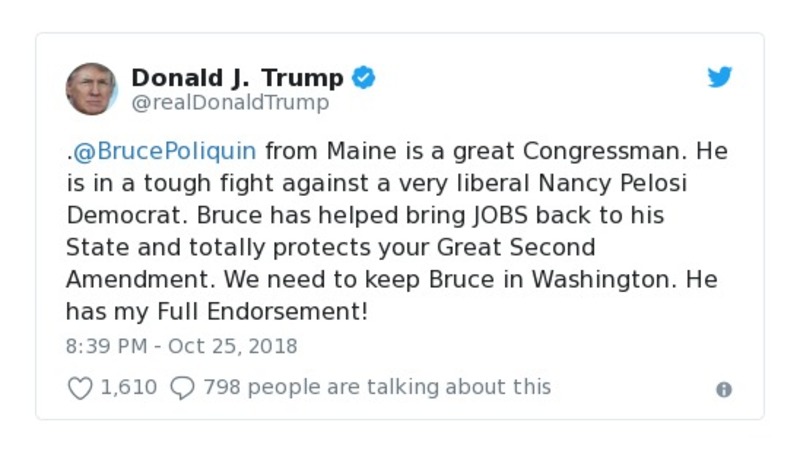 Donald J. Trump
@realDonaldTrump
.@BrucePoliquin from Maine is a great Congressman. He
is in a tough fight against a very liberal Nancy Pelosi
Democrat. Bruce has helped bring JOBS back to his
State and totally protects your Great Second
Amendment. We need to keep Bruce in Washington. He
has my Full Endorsement!
8:39 PM - Oct 25, 2018
1,610 798 people are talking about this